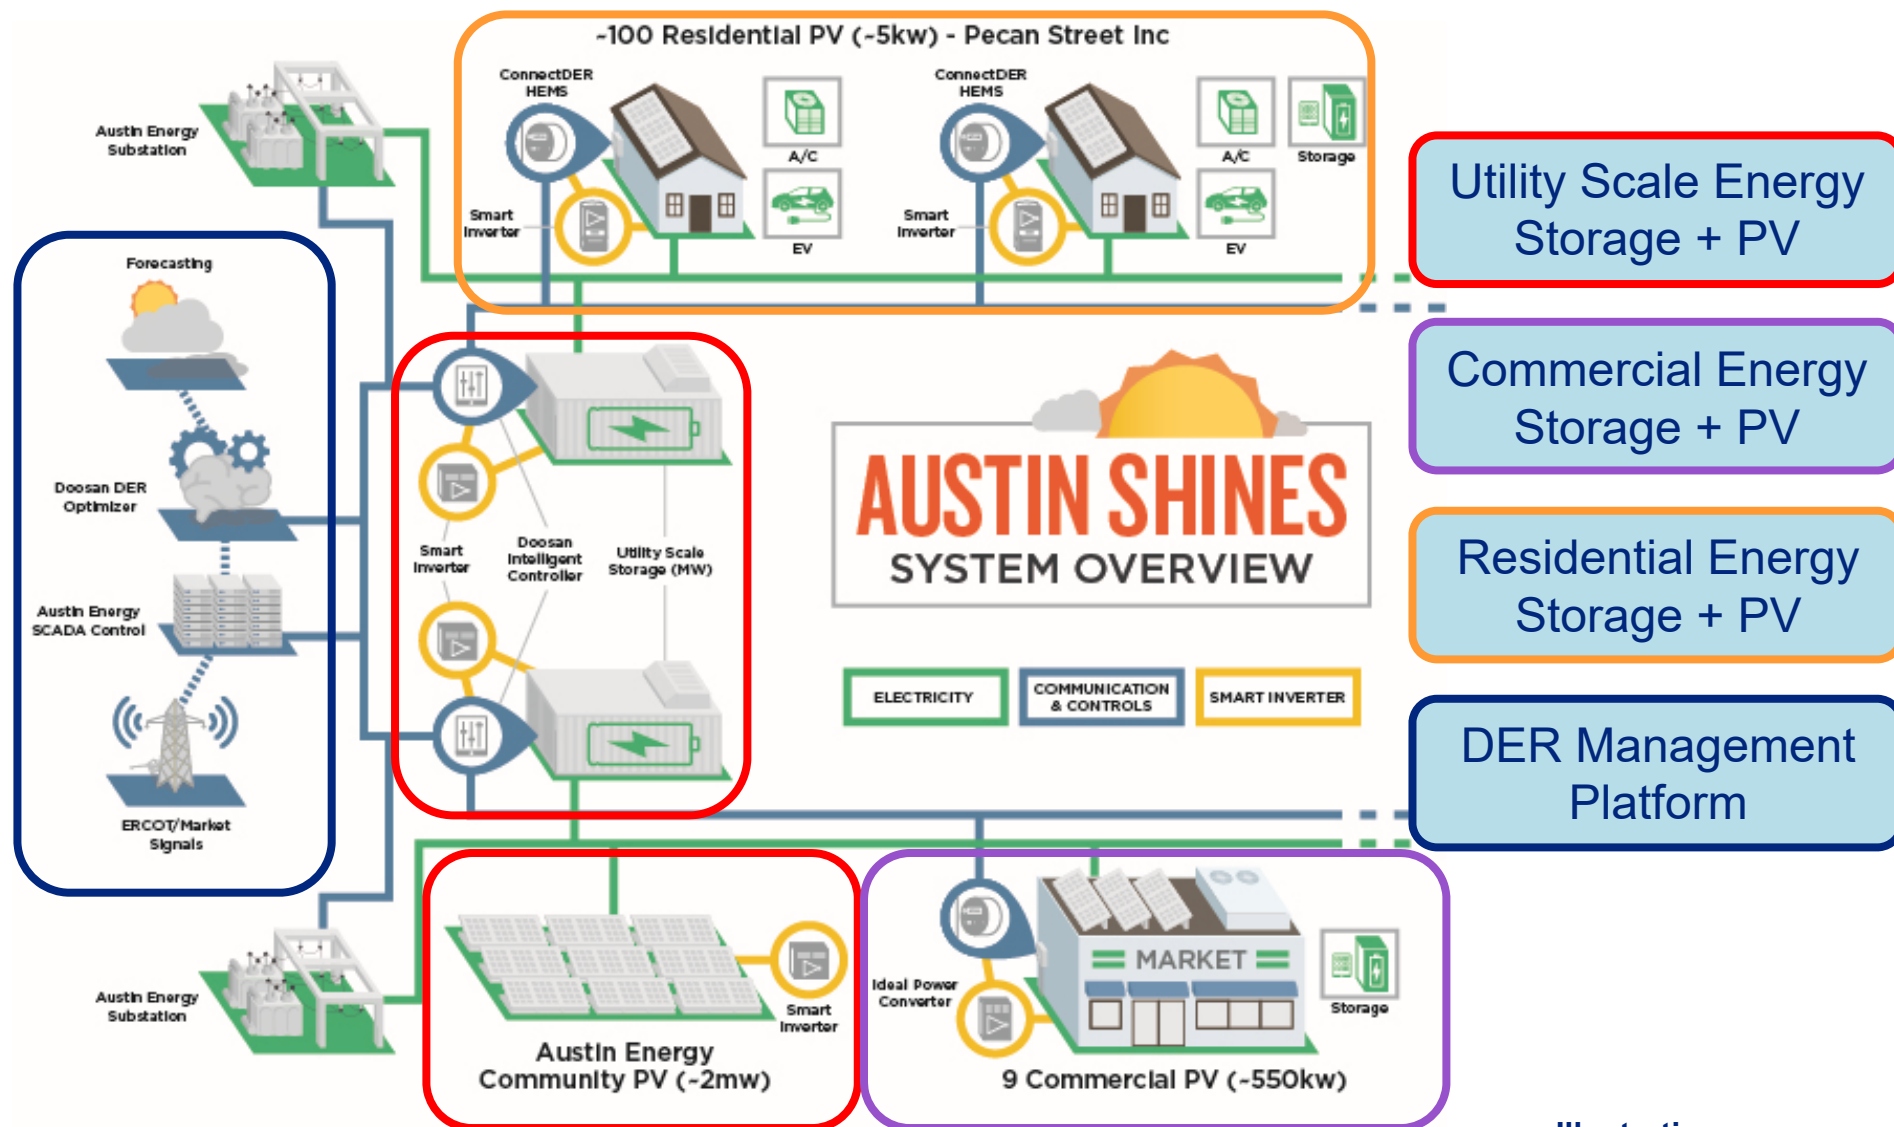 ~100 Residential PV (~5kw) - Pecan Street Inc
ConnectDER
HEMS
A/C
EV
Smart
Inverter
ConnectDER
HEMS
A/C
Storage
EV
Smart
Inverter
Austin Energy
Substation
Forecasting
Doosan DER
Optimizer
Austin Energy
SCADA Control
ERCOT/Market
Signals
Smart
Inverter
Doosan
Intelligent
Controller
Utility Scale
Storage (MW)
AUSTIN SHINES
SYSTEM OVERVIEW
ELECTRICITY
COMMUNICATION
& CONTROLS
SMART INVERTER
Utility Scale Energy
Storage + PV
Commercial Energy
Storage + PV
Residential Energy
Storage + PV
DER Management
Platform
Austin Energy
Substation
Smart
Inverter
Austin Energy
Community PV (~2mw)
Ideal Power
Converter
MARKET
Storage
9 Commercial PV (~550kw)